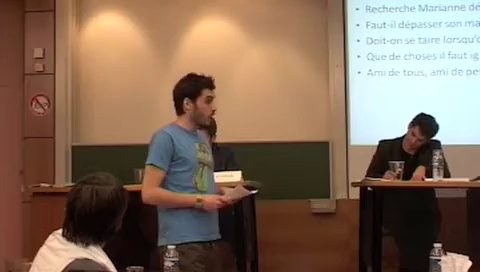 • Recherche Marianne dé
• Faut-il dépasser son ma
• Doit-on se taire lorsqu'o
• Que de choses il faut ig
• Ami de tous, ami de pe